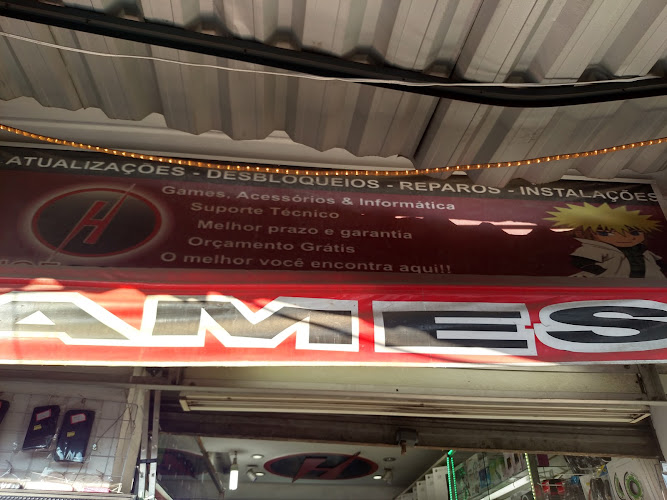 ATUALIZAÇÕES - DESBLOQUEIOS - REPAROS - INSTALAÇÕES
H
Games, Acessórios & Informática
Suporte Técnico
Melhor prazo e garantia
Orçamento Grátis
O melhor você encontra aqui!!
AMES
H